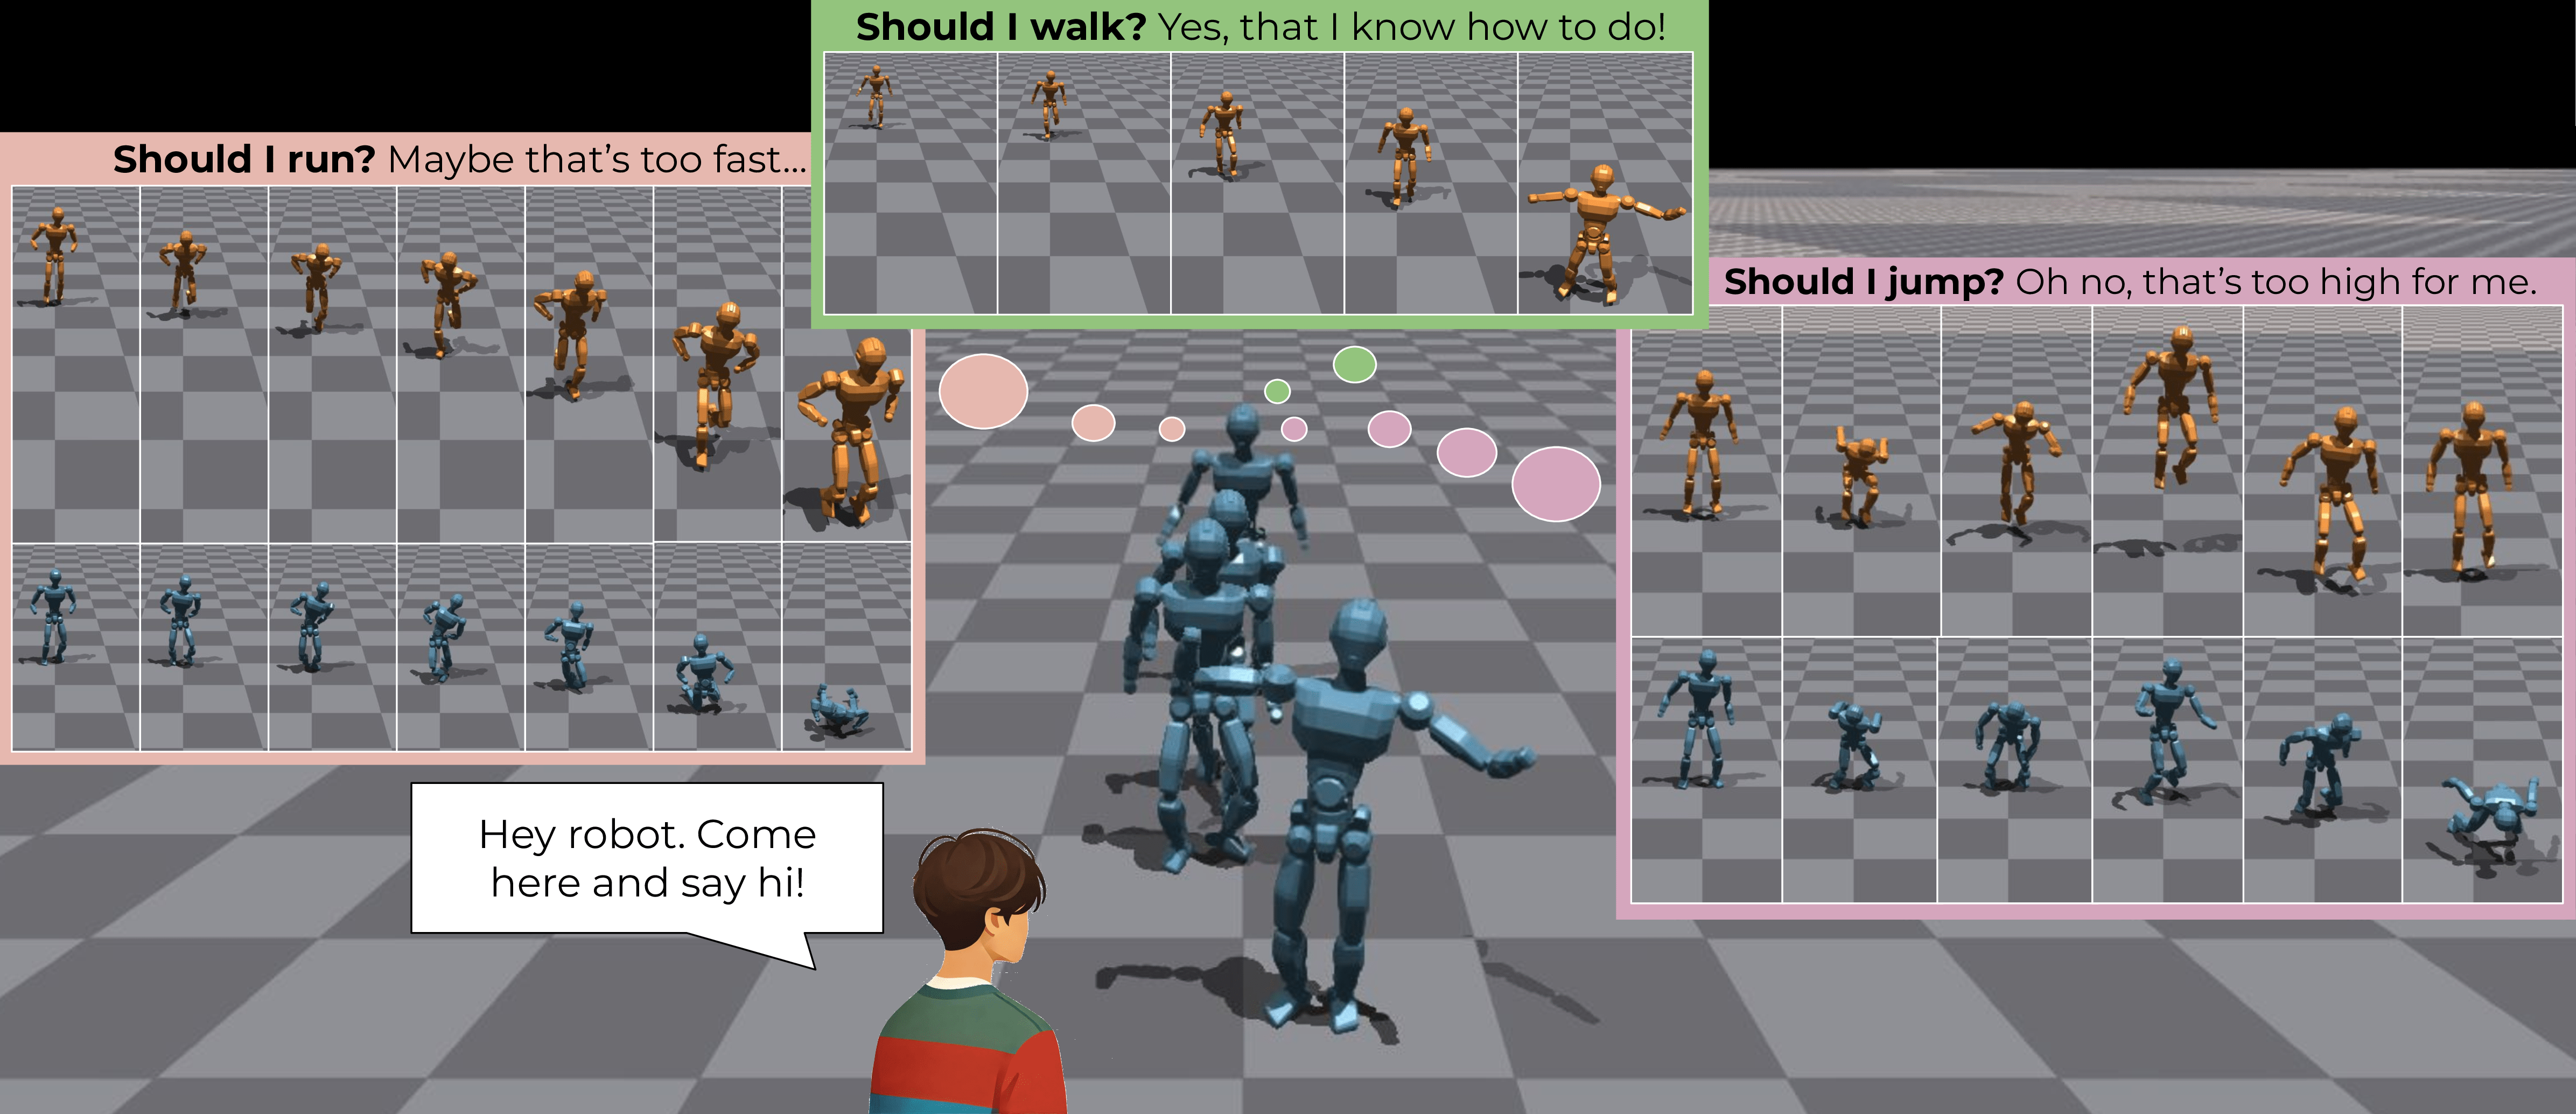 Should I walk? Yes, that I know how to do!
Should I run? Maybe that's too fast...
Should I jump? Oh no, that's too high for me.
Hey robot. Come
here and say hi!